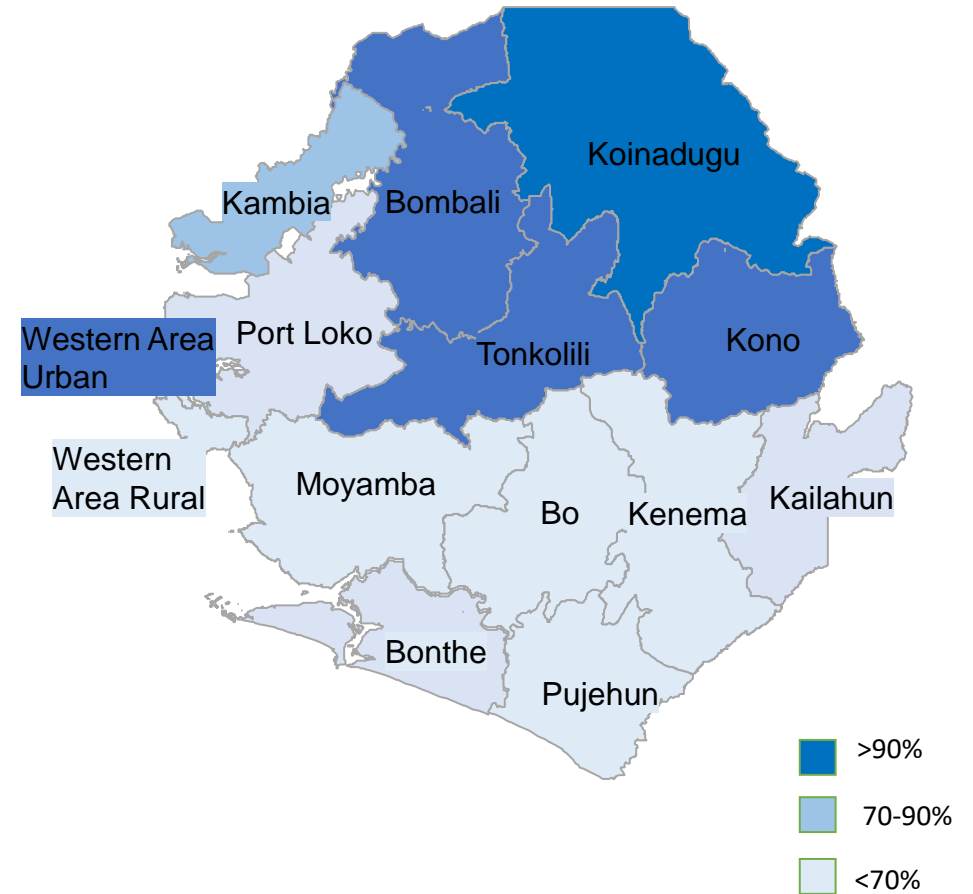 Koinadugu
Kambia
Bombali
Western Area
Urban
Port Loko
Tonkolili
Kono
Western
Area Rural
Moyamba
Bo
Kenema
Kailahun
Bonthe
Pujehun
>90%
70-90%
<70%